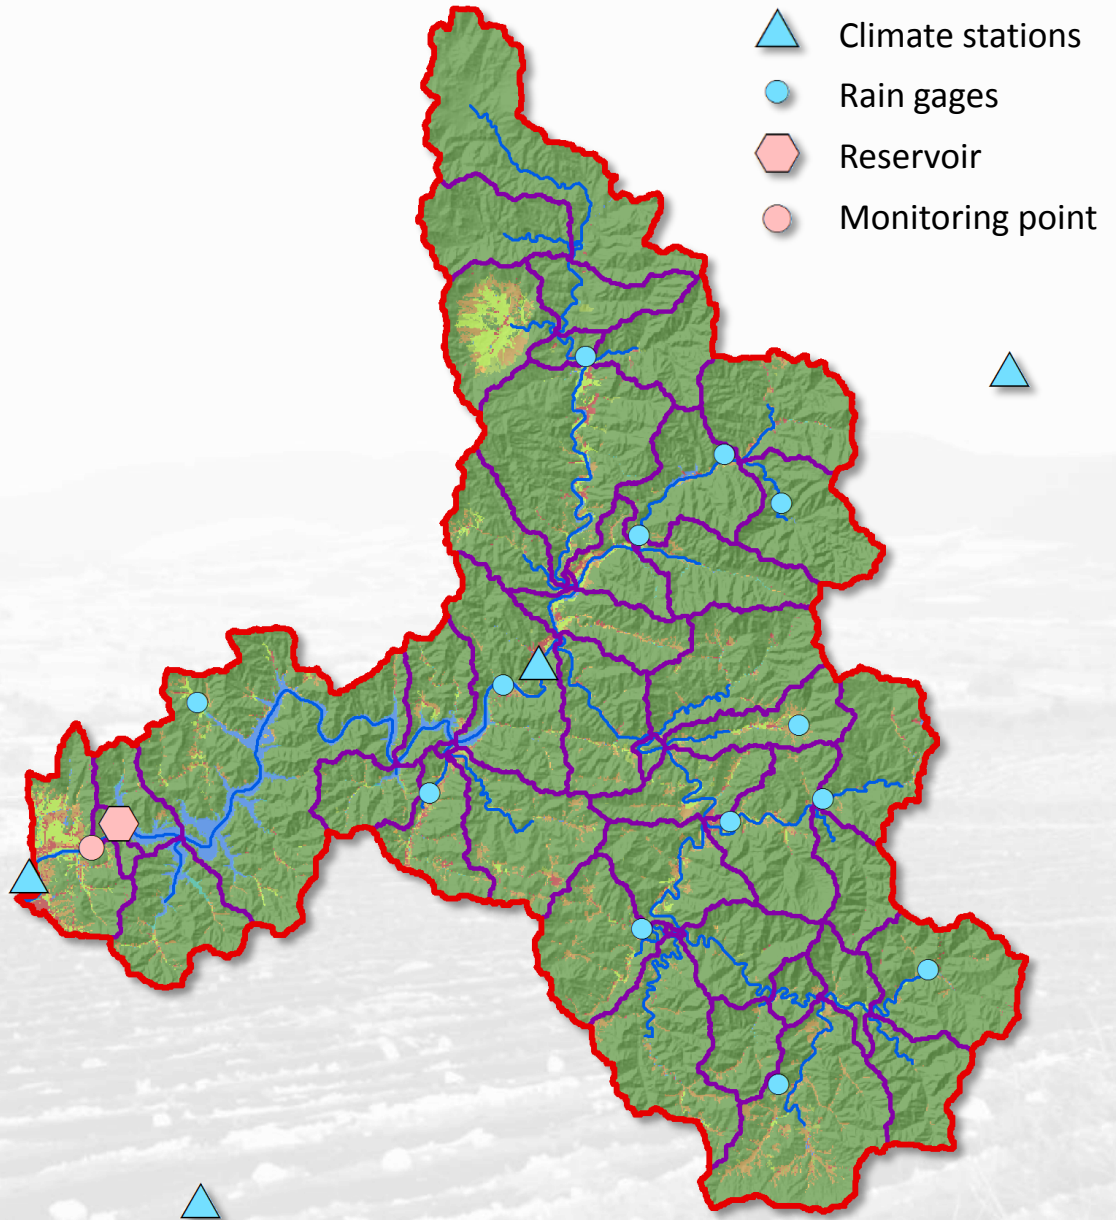 Climate stations
Rain gages
Reservoir
Monitoring point